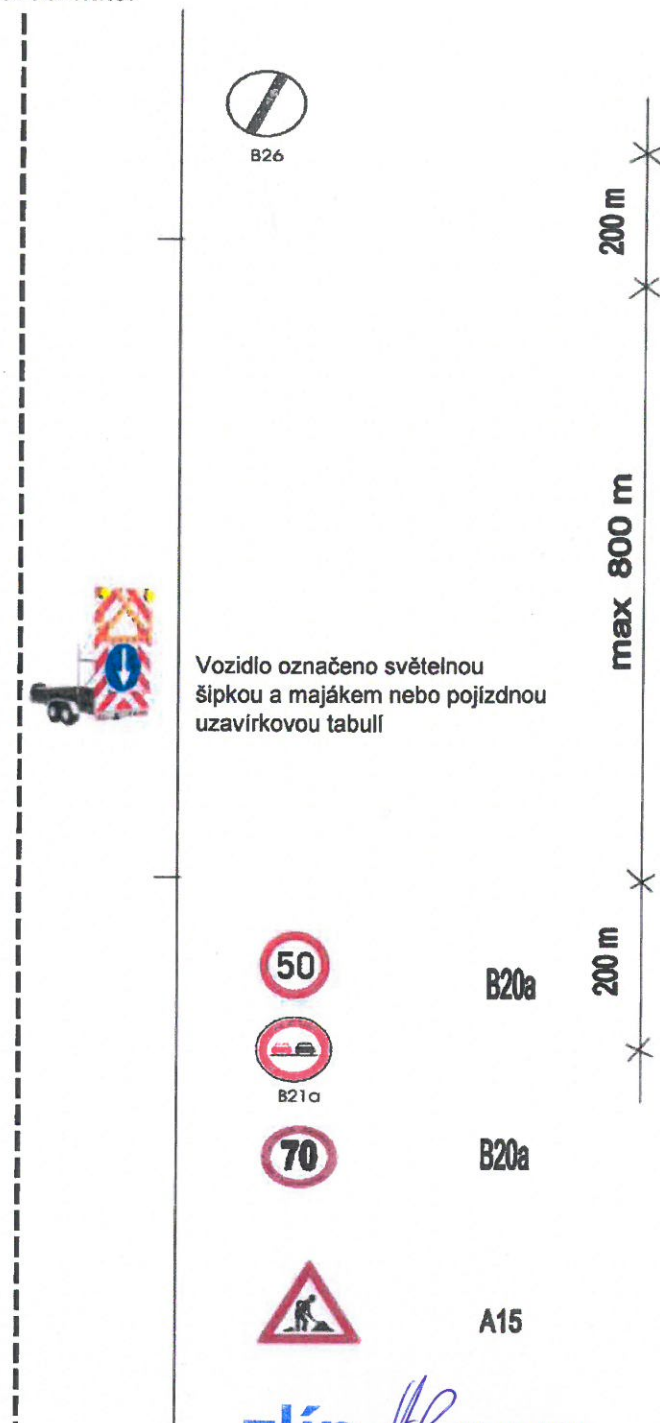 B26
200 m
max 800 m
Vozidlo označeno světelnou
šipkou a majákem nebo pojízdnou
uzavírkovou tabulí
200 m
50
B20a
B21a
70
B20a
A15